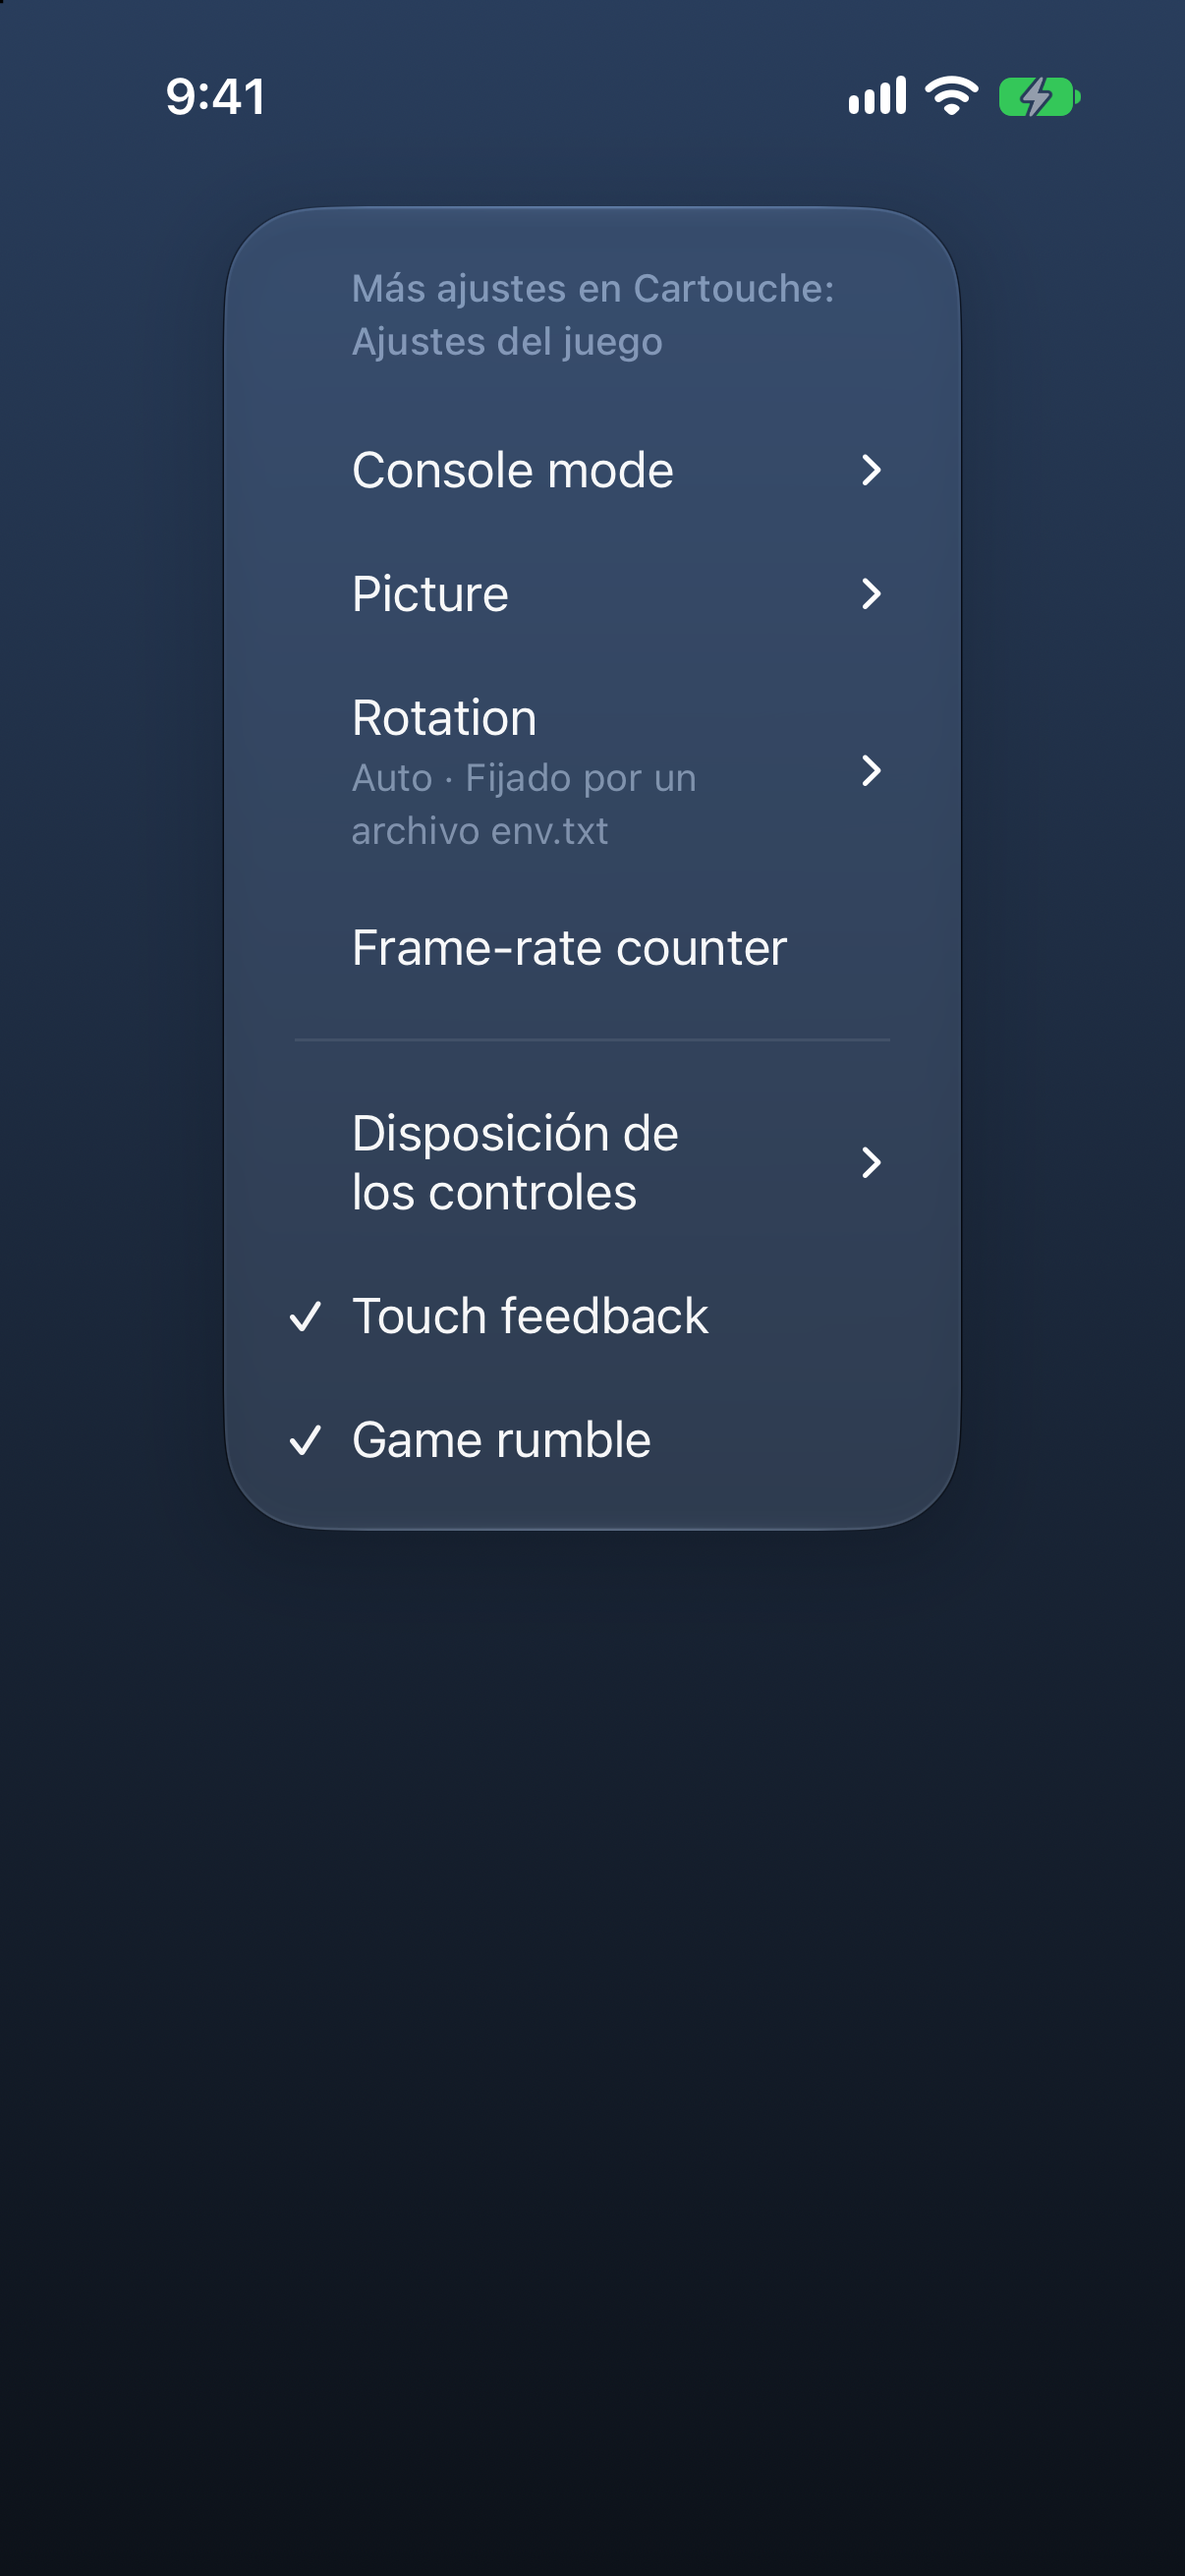 9:41
Más ajustes en Cartouche:
Ajustes del juego
Console mode
Picture
Rotation
Auto · Fijado por un
archivo env.txt
Frame-rate counter
Disposición de
los controles
Touch feedback
Game rumble